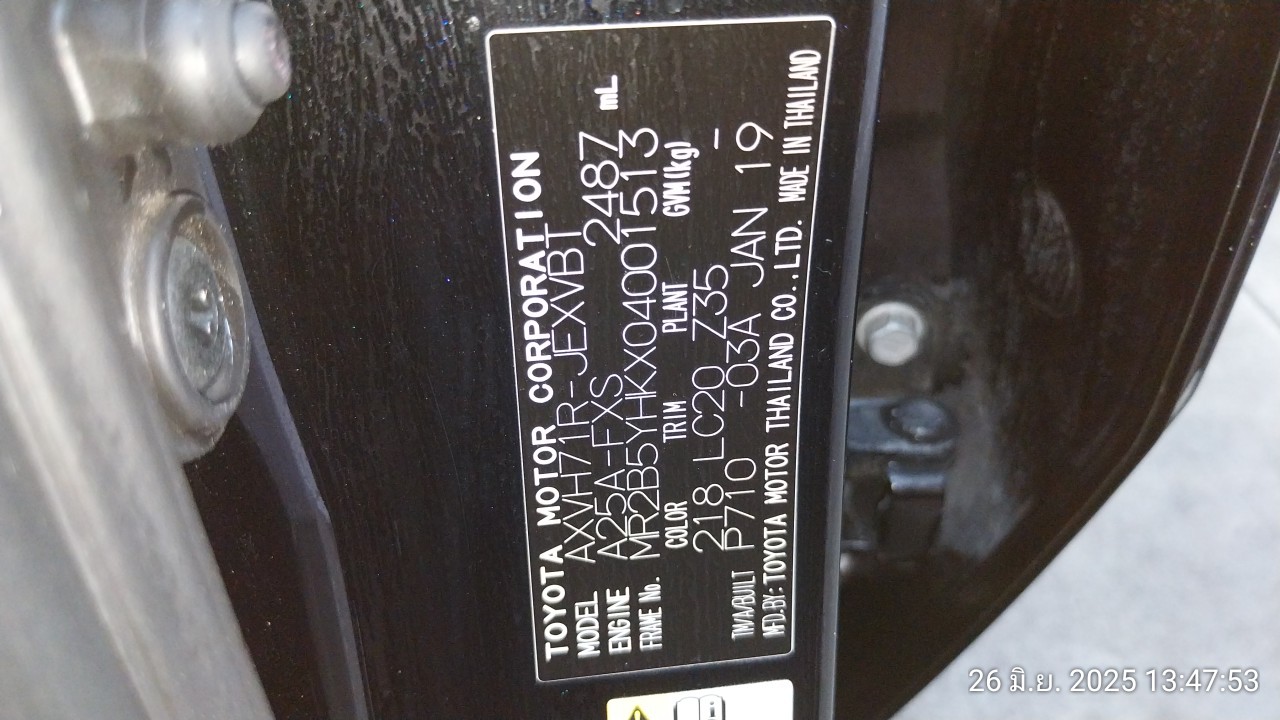 TOYOTA MOTOR CORPORATION
MODEL AXVH71R-JEXVBT
ENGINE A25A-FXS 2487 mL
FRAME No. MR2B5YHKX04001513
COLOR TRIM PLANT GVM(kg)
218 LC20 Z35 -
TM/A/BUILT P710 -03A JAN 19
MFD.BY:TOYOTA MOTOR THAILAND CO.,LTD. MADE IN THAILAND
26 มิ.ย. 2025 13:47:53